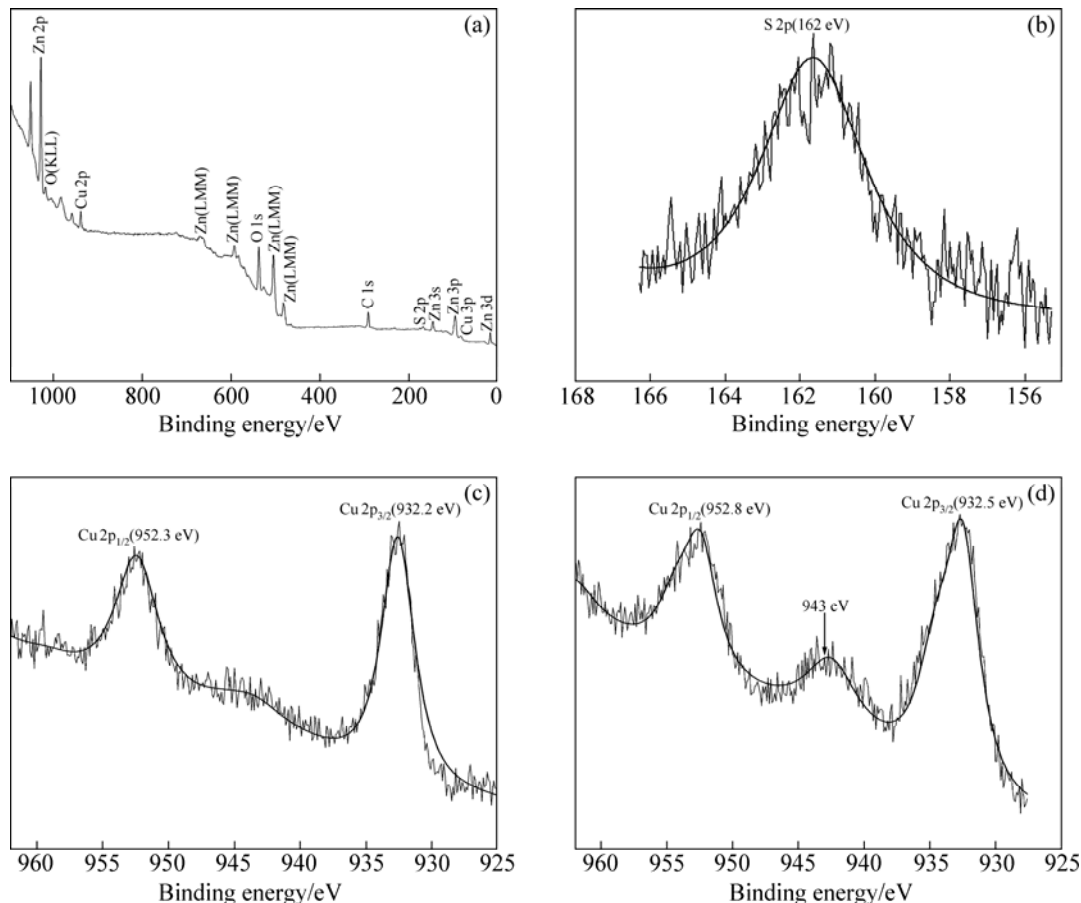 (a)
Zn 2p
O(KLL)
Cu 2p
Zn(LMM)
Zn(LMM)
O 1s
Zn(LMM)
Zn(LMM)
C 1s
S 2p
Zn 3s
Zn 3p
Cu 3p
Zn 3d
1000 800 600 400 200 0
Binding energy/eV
(b)
S 2p(162 eV)
168 166 164 162 160 158 156
Binding energy/eV
(c)
Cu 2p1/2(952.3 eV)
Cu 2p3/2(932.2 eV)
960 955 950 945 940 935 930 925
Binding energy/eV
(d)
Cu 2p1/2(952.8 eV)
Cu 2p3/2(932.5 eV)
943 eV
960 955 950 945 940 935 930 925
Binding energy/eV